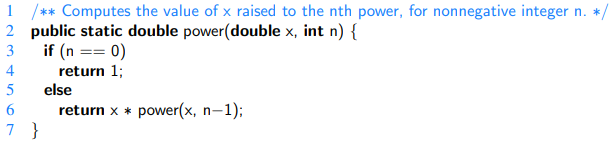 1 /** Computes the value of x raised to the nth power, for nonnegative integer n. */
2 public static double power(double x, int n) {
3 if (n == 0)
4 return 1;
5 else
6 return x * power(x, n−1);
7 }